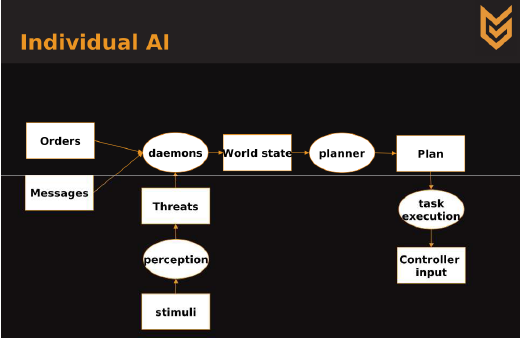 Individual AI
Orders
daemons
World state
planner
Plan
Messages
Threats
task
execution
perception
Controller
input
stimuli